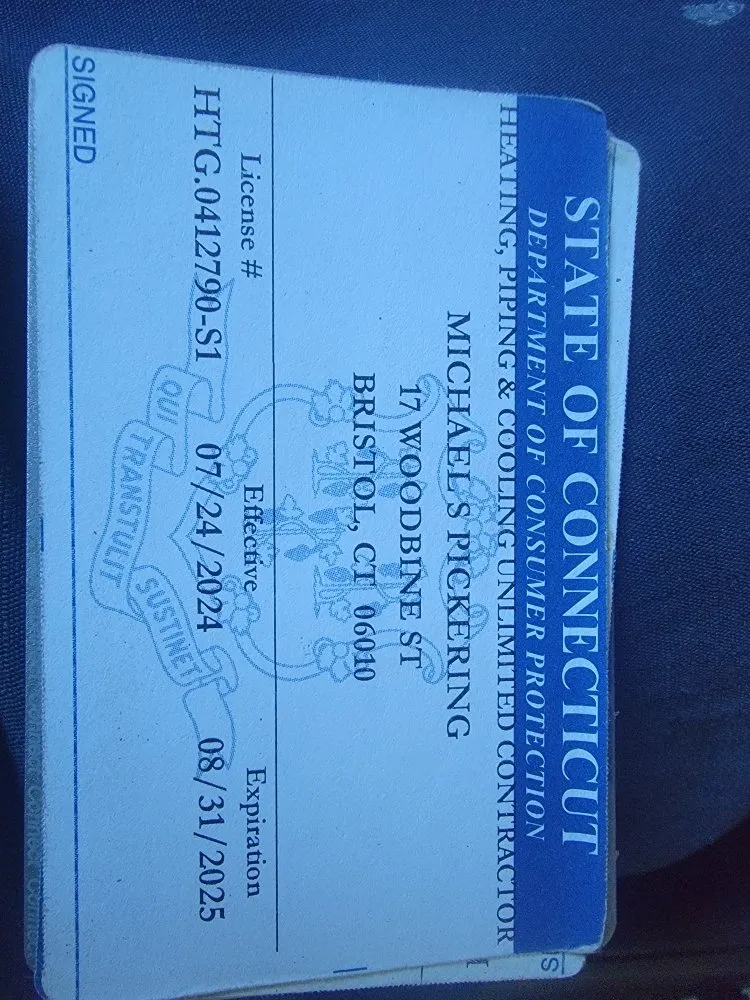 STATE OF CONNECTICUT
DEPARTMENT OF CONSUMER PROTECTION
HEATING, PIPING & COOLING UNLIMITED CONTRACTOR
MICHAEL S PICKERING
17 WOODBINE ST
BRISTOL, CT 06010
License # Effective Expiration
HTG.0412790-S1 07/24/2024 08/31/2025
QUI TRANSTULIT SUSTINET
SIGNED